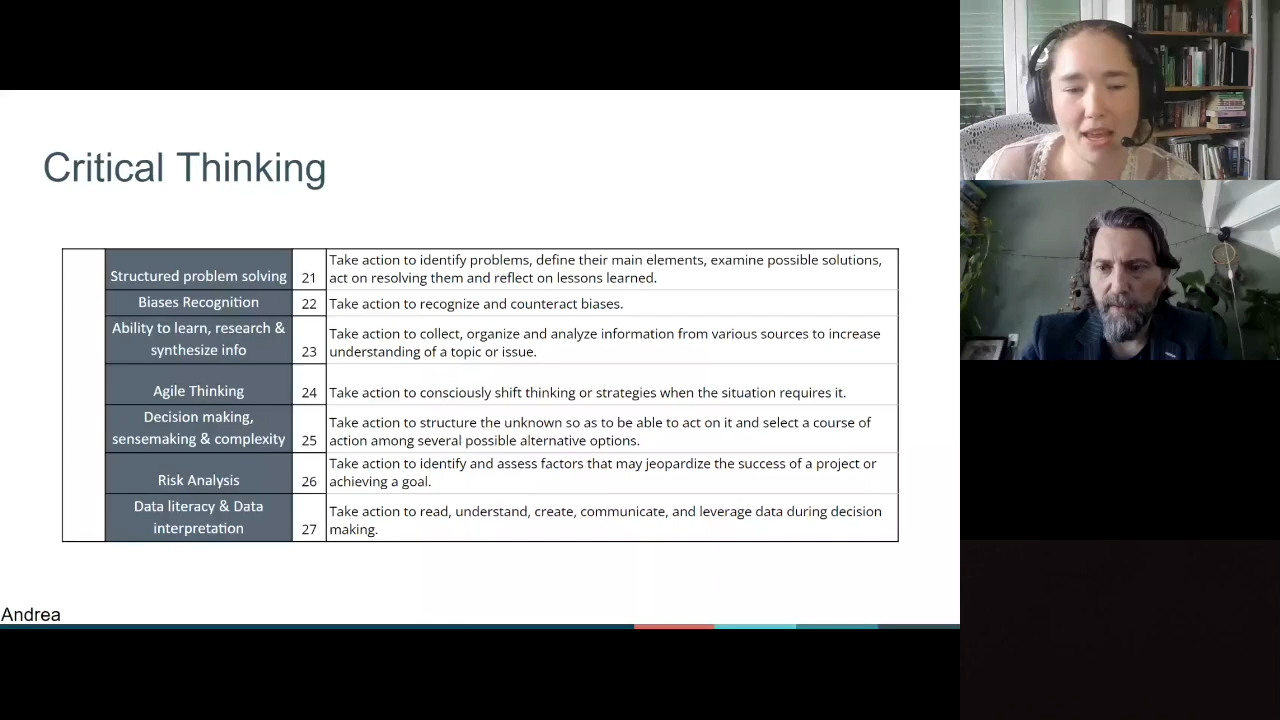 Critical Thinking
Structured problem solving 21 Take action to identify problems, define their main elements, examine possible solutions,
act on resolving them and reflect on lessons learned.
Biases Recognition 22 Take action to recognize and counteract biases.
Ability to learn, research &
synthesize info 23 Take action to collect, organize and analyze information from various sources to increase
understanding of a topic or issue.
Agile Thinking 24 Take action to consciously shift thinking or strategies when the situation requires it.
Decision making,
sensemaking & complexity 25 Take action to structure the unknown so as to be able to act on it and select a course of
action among several possible alternative options.
Risk Analysis 26 Take action to identify and assess factors that may jeopardize the success of a project or
achieving a goal.
Data literacy & Data
interpretation 27 Take action to read, understand, create, communicate, and leverage data during decision
making.
Andrea